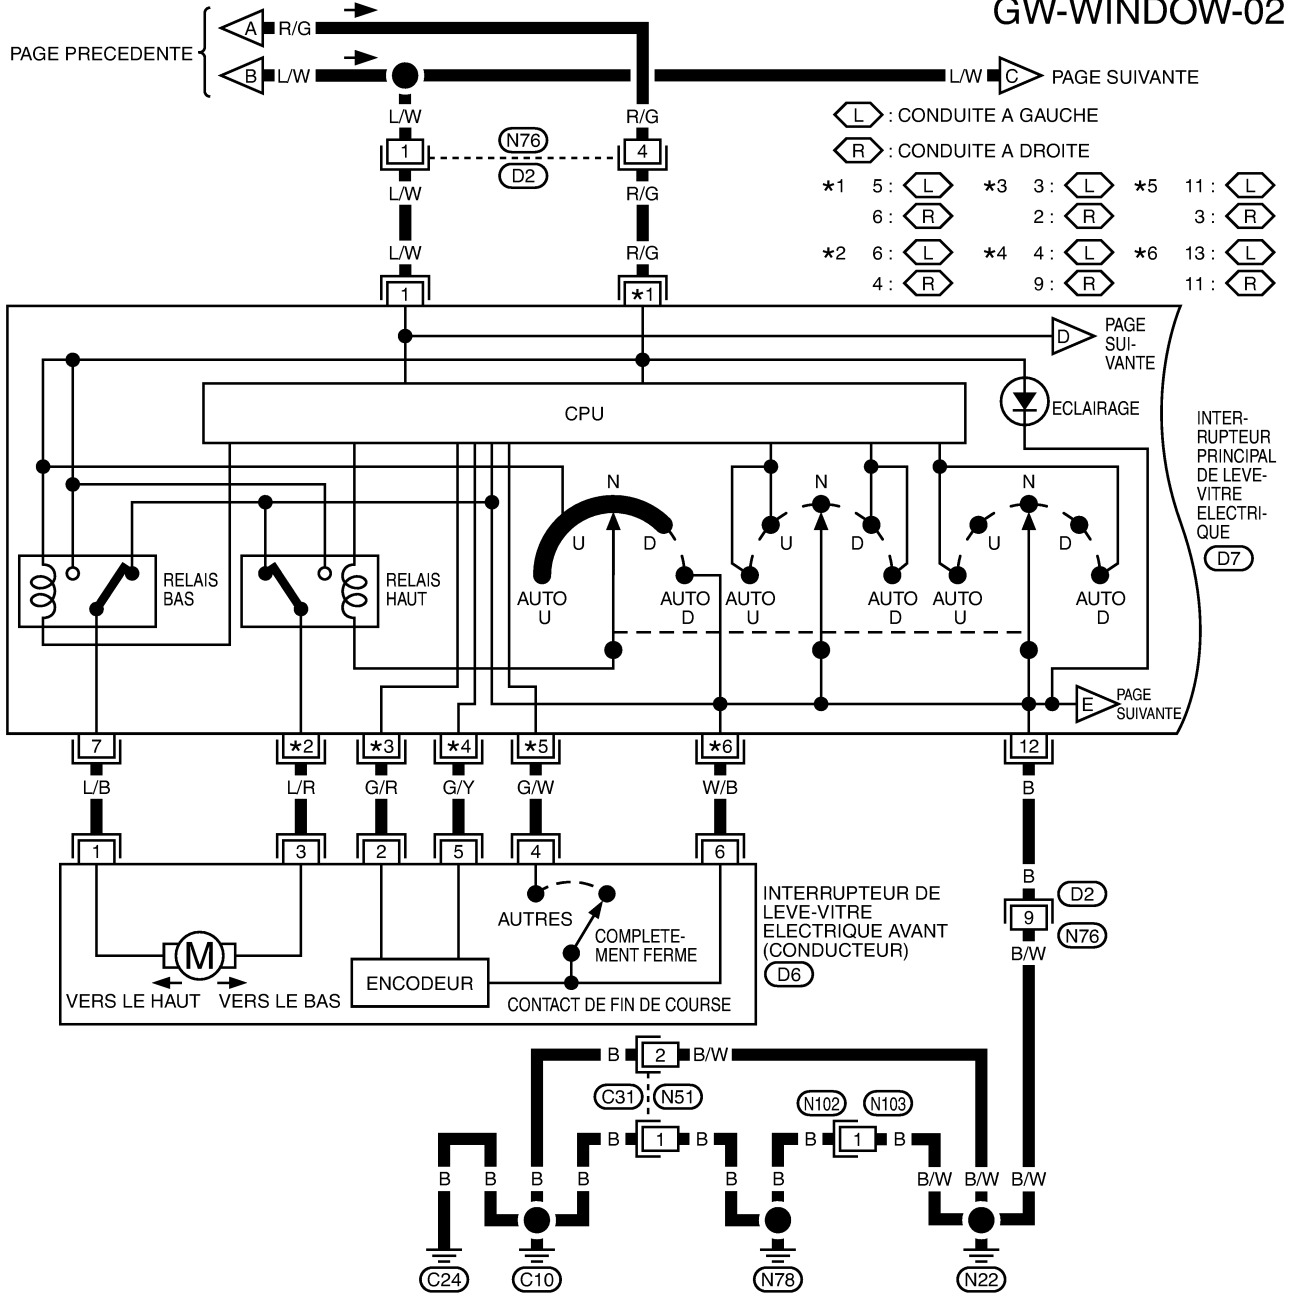 GW-WINDOW-02
PAGE PRECEDENTE
A R/G
B L/W
L/W C PAGE SUIVANTE
L/W R/G
L : CONDUITE A GAUCHE
R : CONDUITE A DROITE
1 N76 4
D2
L/W R/G
*1 5 : L *3 3 : L *5 11 : L
6 : R 2 : R 3 : R
*2 6 : L *4 4 : L *6 13 : L
4 : R 9 : R 11 : R
L/W R/G
1 *1
D PAGE
SUI-
VANTE
CPU
ECLAIRAGE
INTER-
RUPTEUR
PRINCIPAL
DE LEVE-
VITRE
ELECTRI-
QUE
D7
N N N
U D U D U D
RELAIS
BAS
RELAIS
HAUT
AUTO
U
AUTO
D
AUTO
U
AUTO
D
AUTO
U
AUTO
D
E PAGE
SUIVANTE
7 *2 *3 *4 *5 *6 12
L/B L/R G/R G/Y G/W W/B B
1 3 2 5 4 6
B
D2
9
N76
B/W
AUTRES
COMPLETE-
MENT FERME
INTERRUPTEUR DE
LEVE-VITRE
ELECTRIQUE AVANT
(CONDUCTEUR)
D6
M
ENCODEUR
VERS LE HAUT VERS LE BAS
CONTACT DE FIN DE COURSE
B 2 B/W
C31 N51
N102 N103
B 1 B
B 1 B
B B B B B B B/W B/W B/W
C24 C10 N78 N22